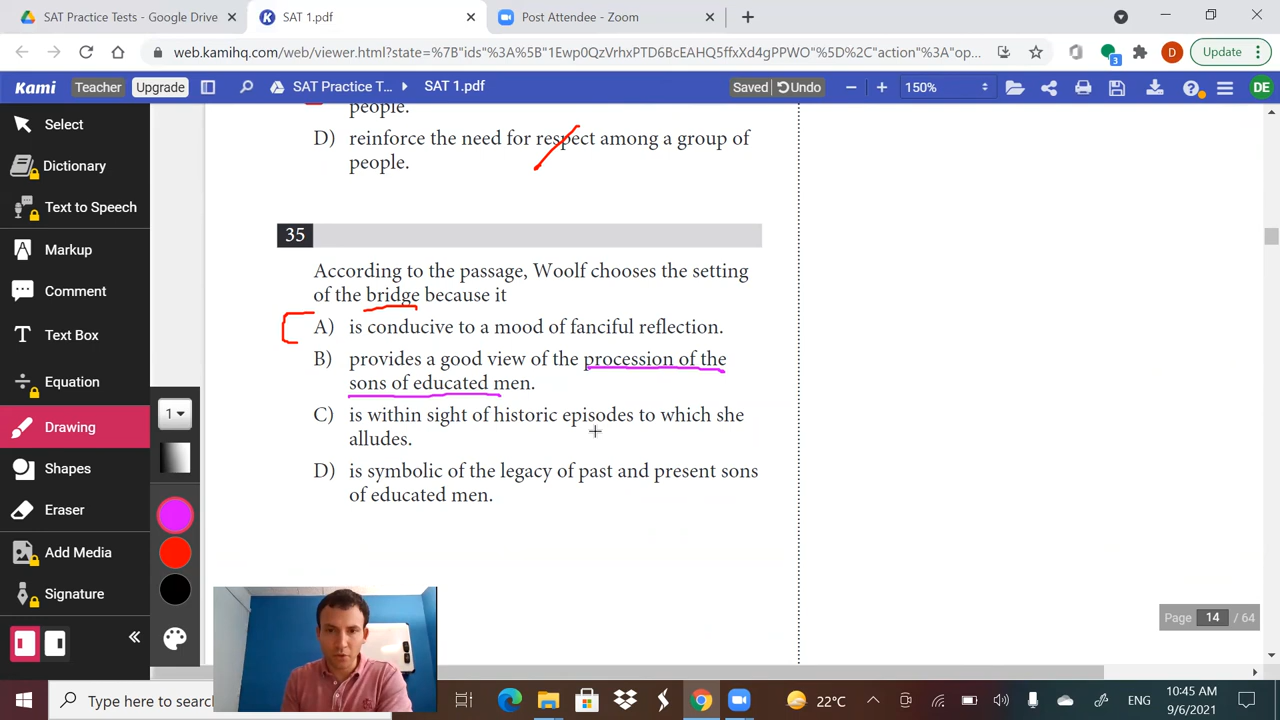 SAT Practice Tests - Google Drive
SAT 1.pdf
Post Attendee - Zoom
web.kamihq.com/web/viewer.html?state=%7B"ids"%3A%5B"1Ewp0QzVrhxPTD6BcEAHQ5ffxXd4gPPWO"%5D%2C"action"%3A"op...
3
D
Update
Kami
Teacher
Upgrade
SAT Practice T...
SAT 1.pdf
Saved
Undo
150%
DE
Select
Dictionary
Text to Speech
Markup
Comment
Text Box
Equation
Drawing
Shapes
Eraser
Add Media
Signature
1
people.
D) reinforce the need for respect among a group of
people.
35
According to the passage, Woolf chooses the setting
of the bridge because it
A) is conducive to a mood of fanciful reflection.
B) provides a good view of the procession of the
sons of educated men.
C) is within sight of historic episodes to which she
alludes.
D) is symbolic of the legacy of past and present sons
of educated men.
Page 14 / 64
Type here to search
22°C
ENG
10:45 AM
9/6/2021